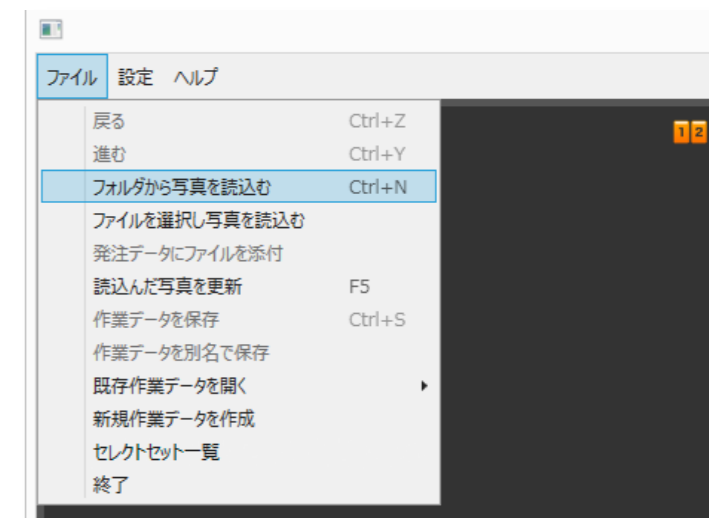 ファイル 設定 ヘルプ
戻る Ctrl+Z
12
進む Ctrl+Y
フォルダから写真を読込む Ctrl+N
ファイルを選択し写真を読込む
発注データにファイルを添付
読込んだ写真を更新 F5
作業データを保存 Ctrl+S
作業データを別名で保存
既存作業データを開く
新規作業データを作成
セレクトセット一覧
終了